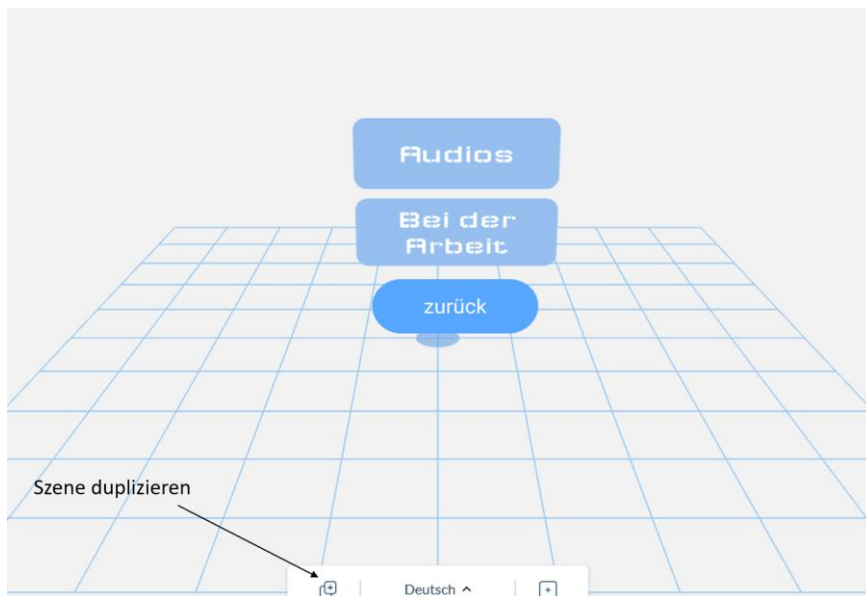 Audios
Bei der
Arbeit
zurück
Szene duplizieren
Deutsch